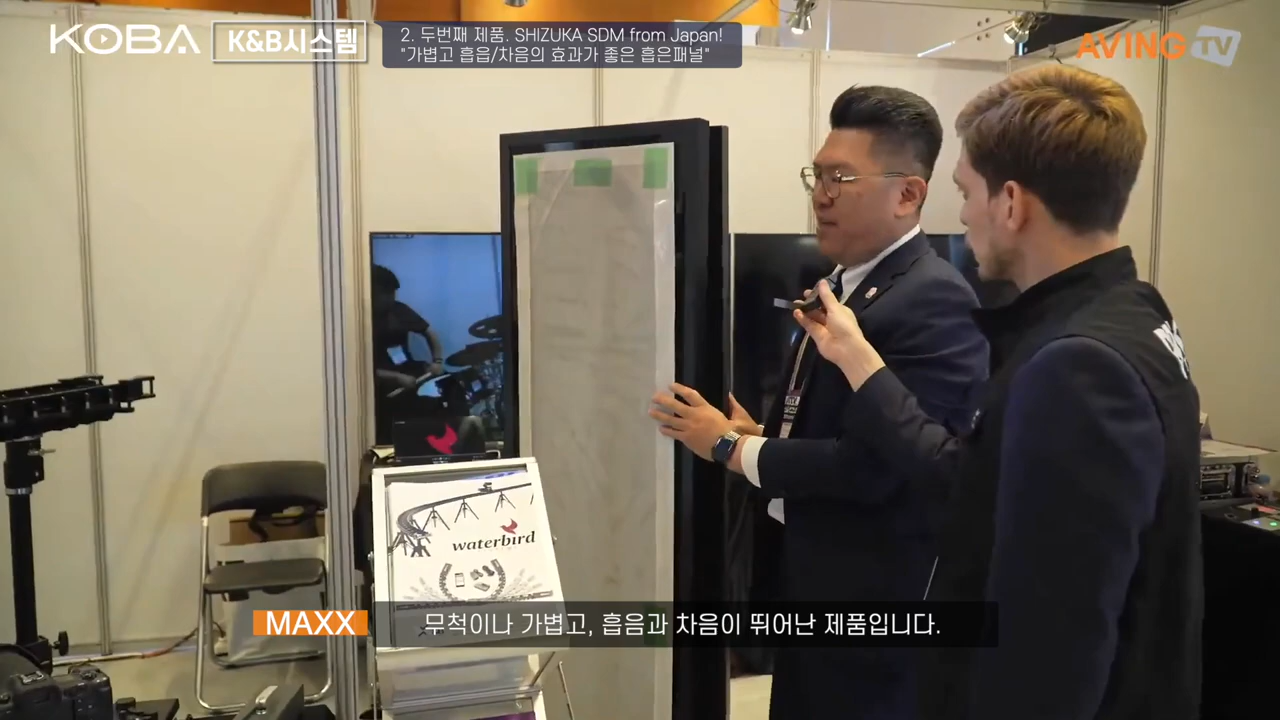 KOBA
K&B시스템
2. 두번째 제품. SHIZUKA SDM from Japan!
"가볍고 흡읍/차음의 효과가 좋은 흡은패널"
AVING TV
waterbird
MAXX
무척이나 가볍고, 흡음과 차음이 뛰어난 제품입니다.